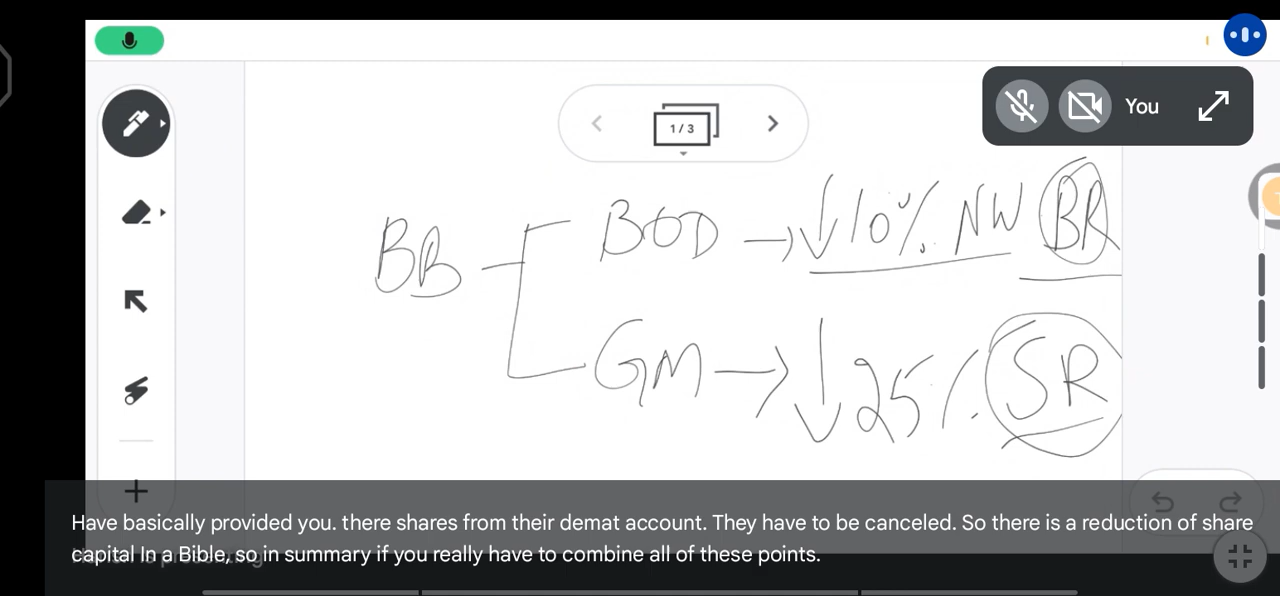 You
1 / 3
BB
BOD → ↓ 10% NW BR
GM → ↓ 25% SR
Have basically provided you. there shares from their demat account. They have to be canceled. So there is a reduction of share
capital In a Bible, so in summary if you really have to combine all of these points.